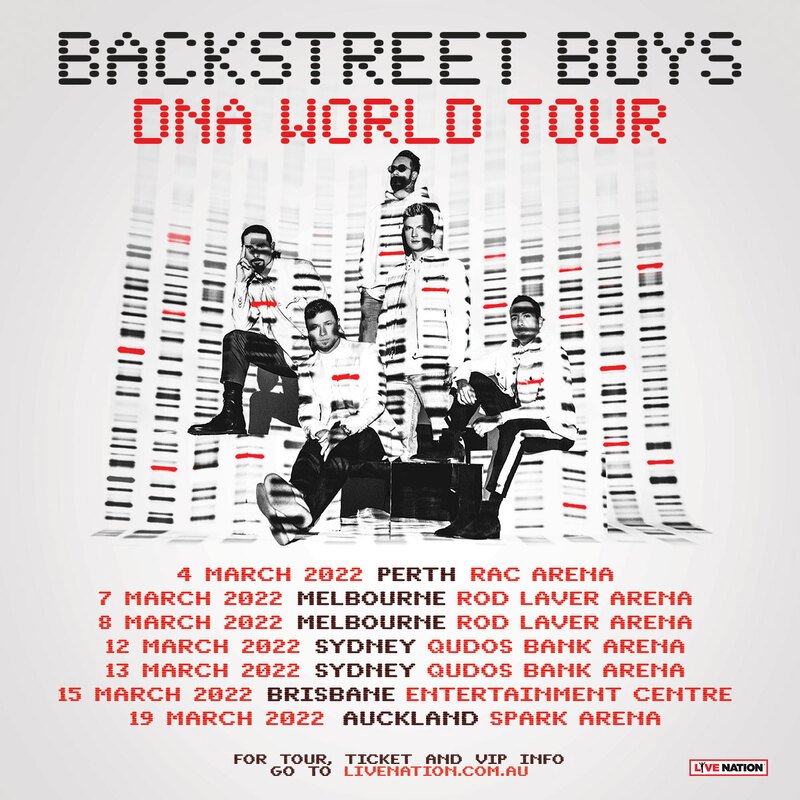 BACKSTREET BOYS
DNA WORLD TOUR
4 MARCH 2022 PERTH RAC ARENA
7 MARCH 2022 MELBOURNE ROD LAVER ARENA
8 MARCH 2022 MELBOURNE ROD LAVER ARENA
12 MARCH 2022 SYDNEY QUDOS BANK ARENA
13 MARCH 2022 SYDNEY QUDOS BANK ARENA
15 MARCH 2022 BRISBANE ENTERTAINMENT CENTRE
19 MARCH 2022 AUCKLAND SPARK ARENA
FOR TOUR, TICKET AND VIP INFO
GO TO LIVENATION.COM.AU
LIVE NATION